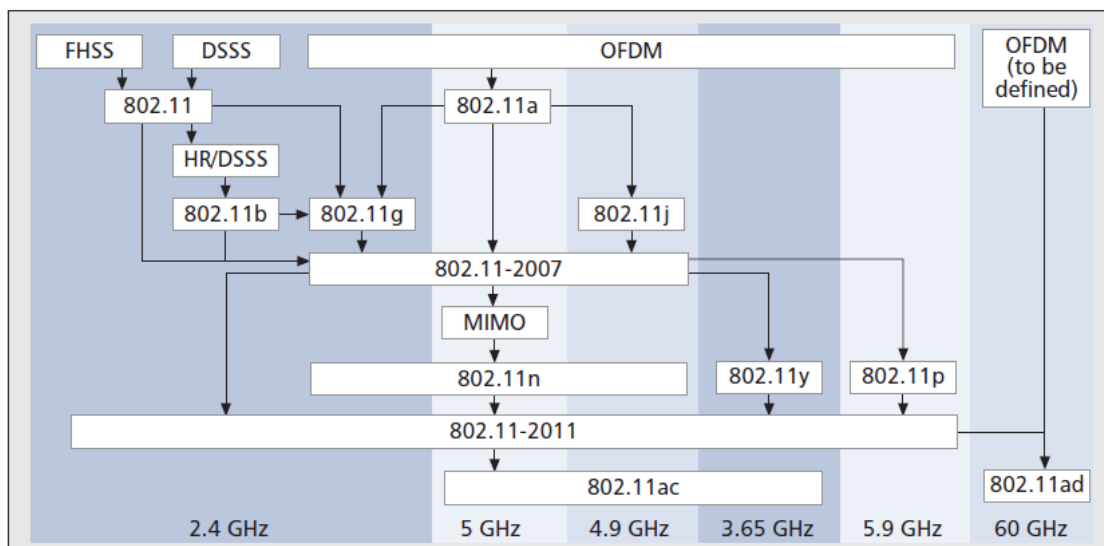 FHSS
DSSS
OFDM
OFDM
(to be
defined)
802.11
802.11a
HR/DSSS
802.11b
802.11g
802.11j
802.11-2007
MIMO
802.11n
802.11y
802.11p
802.11-2011
802.11ac
802.11ad
2.4 GHz
5 GHz
4.9 GHz
3.65 GHz
5.9 GHz
60 GHz